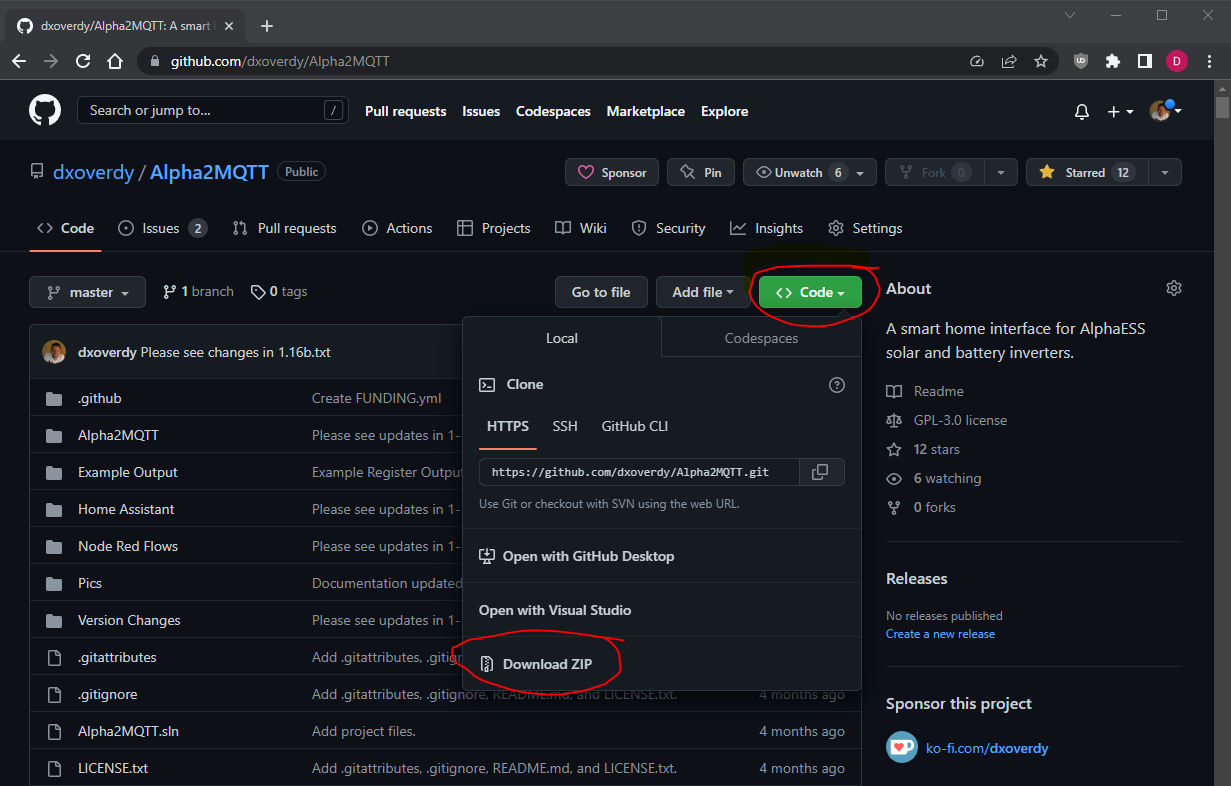 dxoverdy/Alpha2MQTT: A smart
github.com/dxoverdy/Alpha2MQTT
D
Search or jump to... /
Pull requests Issues Codespaces Marketplace Explore
dxoverdy / Alpha2MQTT Public
Sponsor Pin Unwatch 6 Fork 0 Starred 12
Code Issues 2 Pull requests Actions Projects Wiki Security Insights Settings
master 1 branch 0 tags Go to file Add file Code
Local Codespaces
Clone
HTTPS SSH GitHub CLI
https://github.com/dxoverdy/Alpha2MQTT.git
Use Git or checkout with SVN using the web URL.
Open with GitHub Desktop
Open with Visual Studio
Download ZIP
dxoverdy Please see changes in 1.16b.txt
.github Create FUNDING.yml
Alpha2MQTT Please see updates in 1-
Example Output Example Register Output
Home Assistant Please see updates in 1-
Node Red Flows Please see updates in 1-
Pics Documentation updated
Version Changes Please see updates in 1-
.gitattributes Add .gitattributes, .gitign
.gitignore Add .gitattributes, .gitignore, README.md, and LICENSE.txt. 4 months ago
Alpha2MQTT.sln Add project files. 4 months ago
LICENSE.txt Add .gitattributes, .gitignore, README.md, and LICENSE.txt. 4 months ago
About
A smart home interface for AlphaESS
solar and battery inverters.
Readme
GPL-3.0 license
12 stars
6 watching
0 forks
Releases
No releases published
Create a new release
Sponsor this project
ko-fi.com/dxoverdy